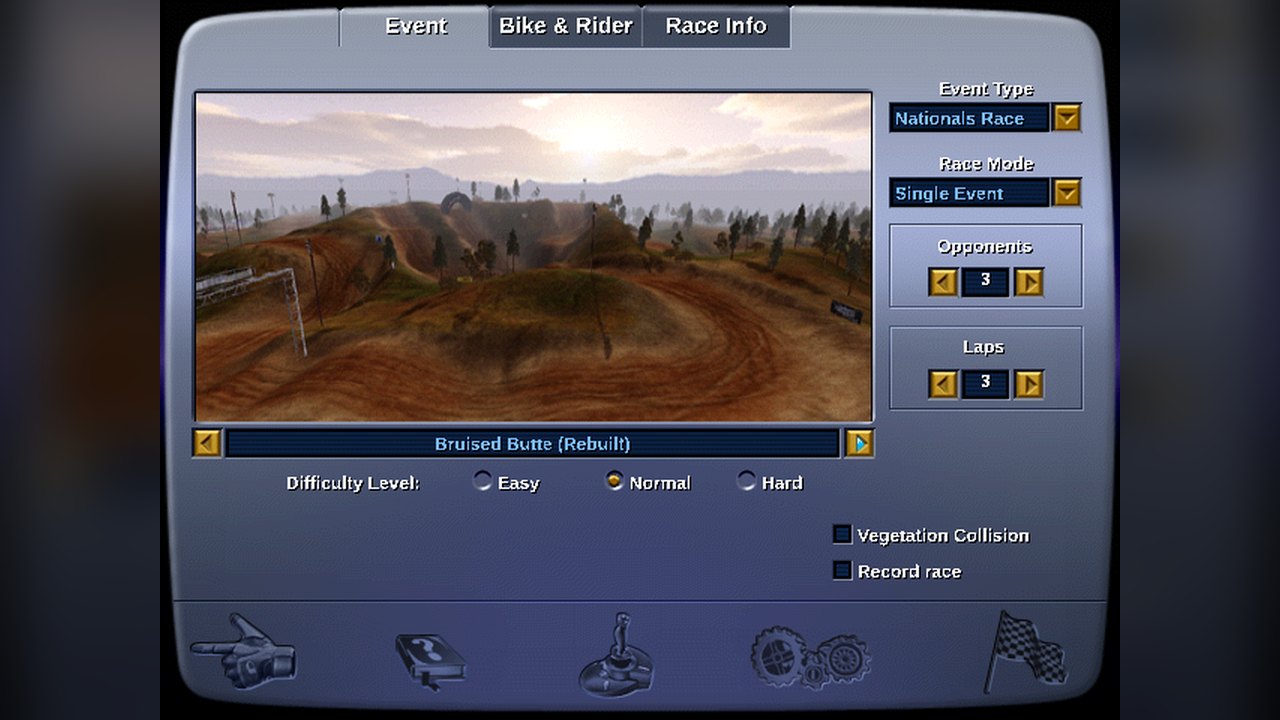 Event
Bike & Rider
Race Info
Event Type
Nationals Race
Race Mode
Single Event
Opponents
3
Laps
3
Bruised Butte (Rebuilt)
Difficulty Level:
Easy
Normal
Hard
Vegetation Collision
Record race
?